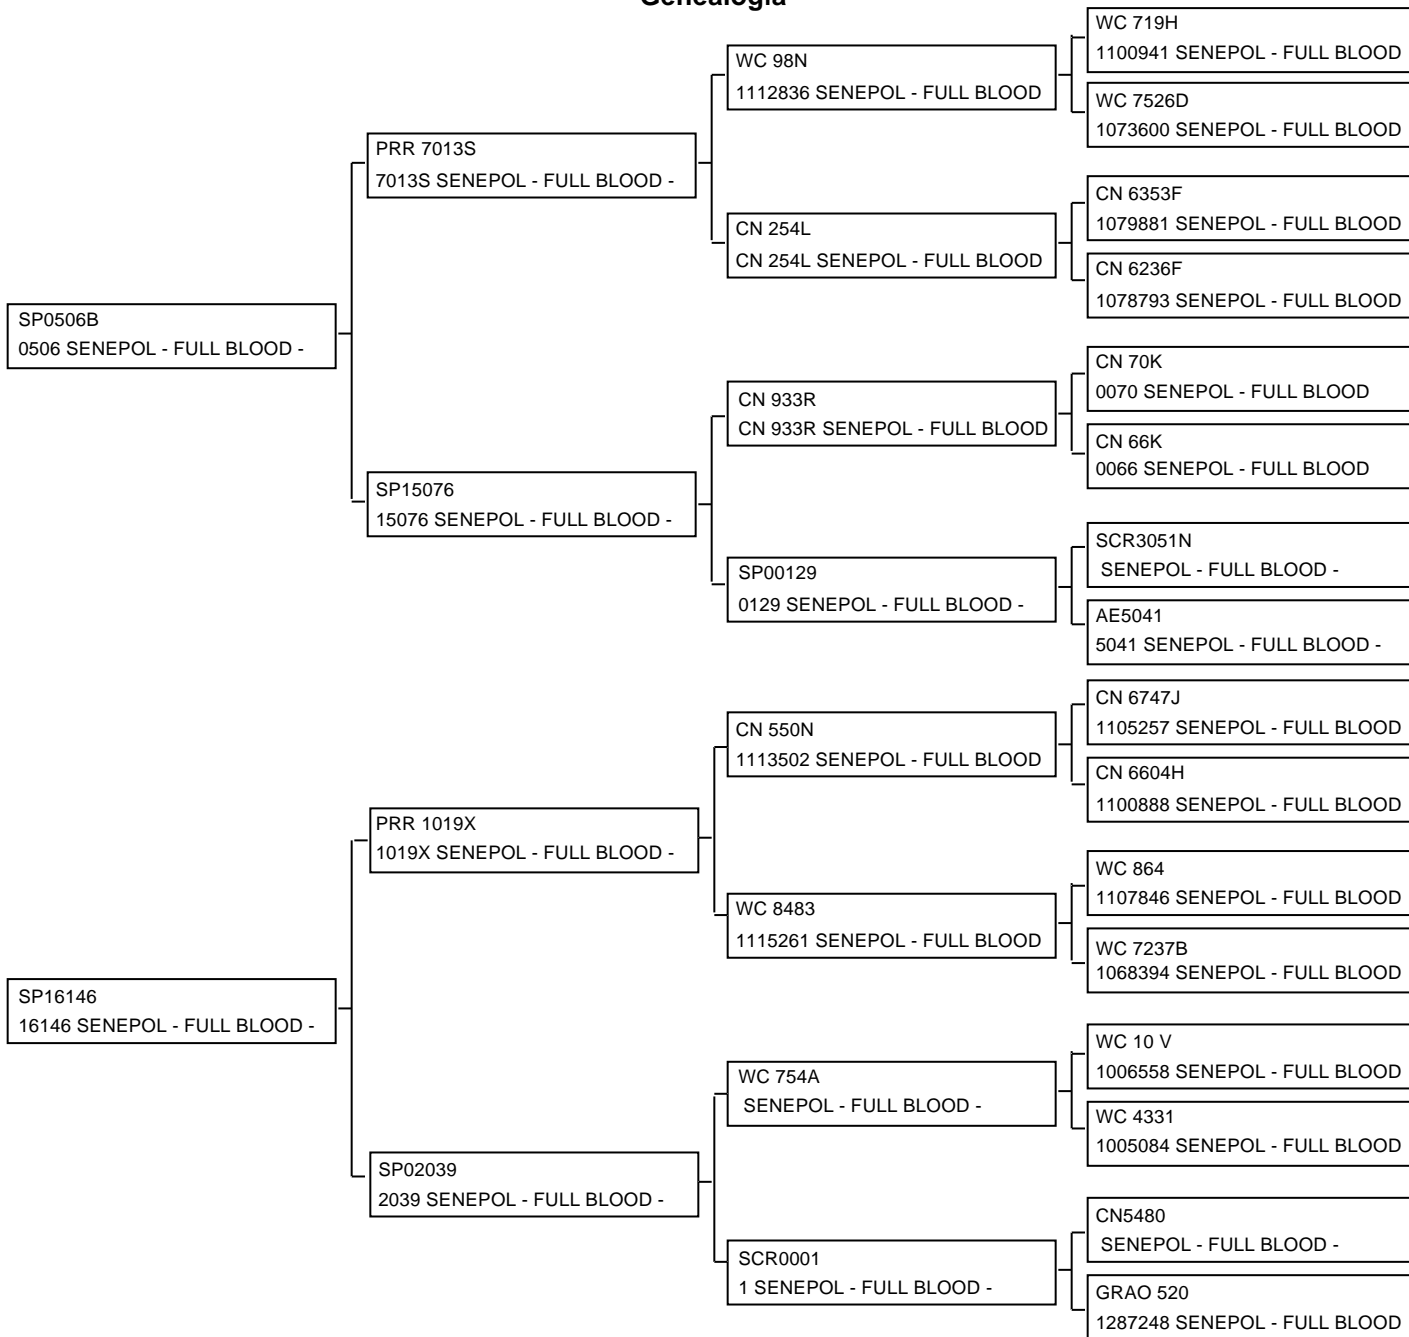 Genealogia
WC 719H
1100941 SENEPOL - FULL BLOOD
WC 98N
1112836 SENEPOL - FULL BLOOD
WC 7526D
1073600 SENEPOL - FULL BLOOD
PRR 7013S
7013S SENEPOL - FULL BLOOD -
CN 6353F
1079881 SENEPOL - FULL BLOOD
CN 254L
CN 254L SENEPOL - FULL BLOOD
CN 6236F
1078793 SENEPOL - FULL BLOOD
SP0506B
0506 SENEPOL - FULL BLOOD -
CN 70K
0070 SENEPOL - FULL BLOOD
CN 933R
CN 933R SENEPOL - FULL BLOOD
CN 66K
0066 SENEPOL - FULL BLOOD
SP15076
15076 SENEPOL - FULL BLOOD -
SCR3051N
SENEPOL - FULL BLOOD -
SP00129
0129 SENEPOL - FULL BLOOD -
AE5041
5041 SENEPOL - FULL BLOOD -
CN 6747J
1105257 SENEPOL - FULL BLOOD
CN 550N
1113502 SENEPOL - FULL BLOOD
CN 6604H
1100888 SENEPOL - FULL BLOOD
PRR 1019X
1019X SENEPOL - FULL BLOOD -
WC 864
1107846 SENEPOL - FULL BLOOD
WC 8483
1115261 SENEPOL - FULL BLOOD
WC 7237B
1068394 SENEPOL - FULL BLOOD
SP16146
16146 SENEPOL - FULL BLOOD -
WC 10 V
1006558 SENEPOL - FULL BLOOD
WC 754A
SENEPOL - FULL BLOOD -
WC 4331
1005084 SENEPOL - FULL BLOOD
SP02039
2039 SENEPOL - FULL BLOOD -
CN5480
SENEPOL - FULL BLOOD -
SCR0001
1 SENEPOL - FULL BLOOD -
GRAO 520
1287248 SENEPOL - FULL BLOOD